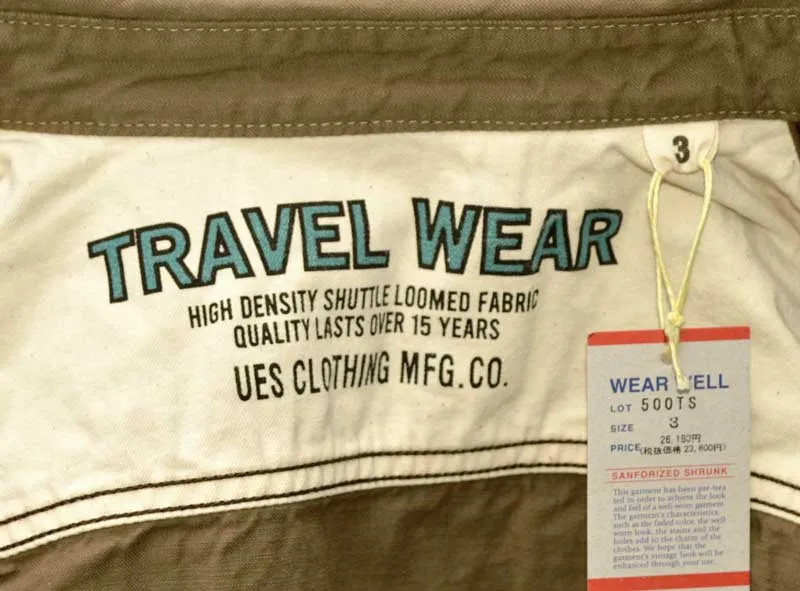 3
TRAVEL WEAR
HIGH DENSITY SHUTTLE LOOMED FABRIC
QUALITY LASTS OVER 15 YEARS
UES CLOTHING MFG.CO.
WEAR WELL
LOT 500TS
SIZE 3
PRICE 26,180円
(税抜価格 23,800円)
SANFORIZED SHRUNK
This garment has been pre-trea
ted in order to achieve the look
and feel of a well-worn garment
The garment's characteristics,
such as the faded color, the well
worn look, the stains and the
holes add to the charm of the
clothes. We hope that the
garment's vintage look will be
enhanced through your use.